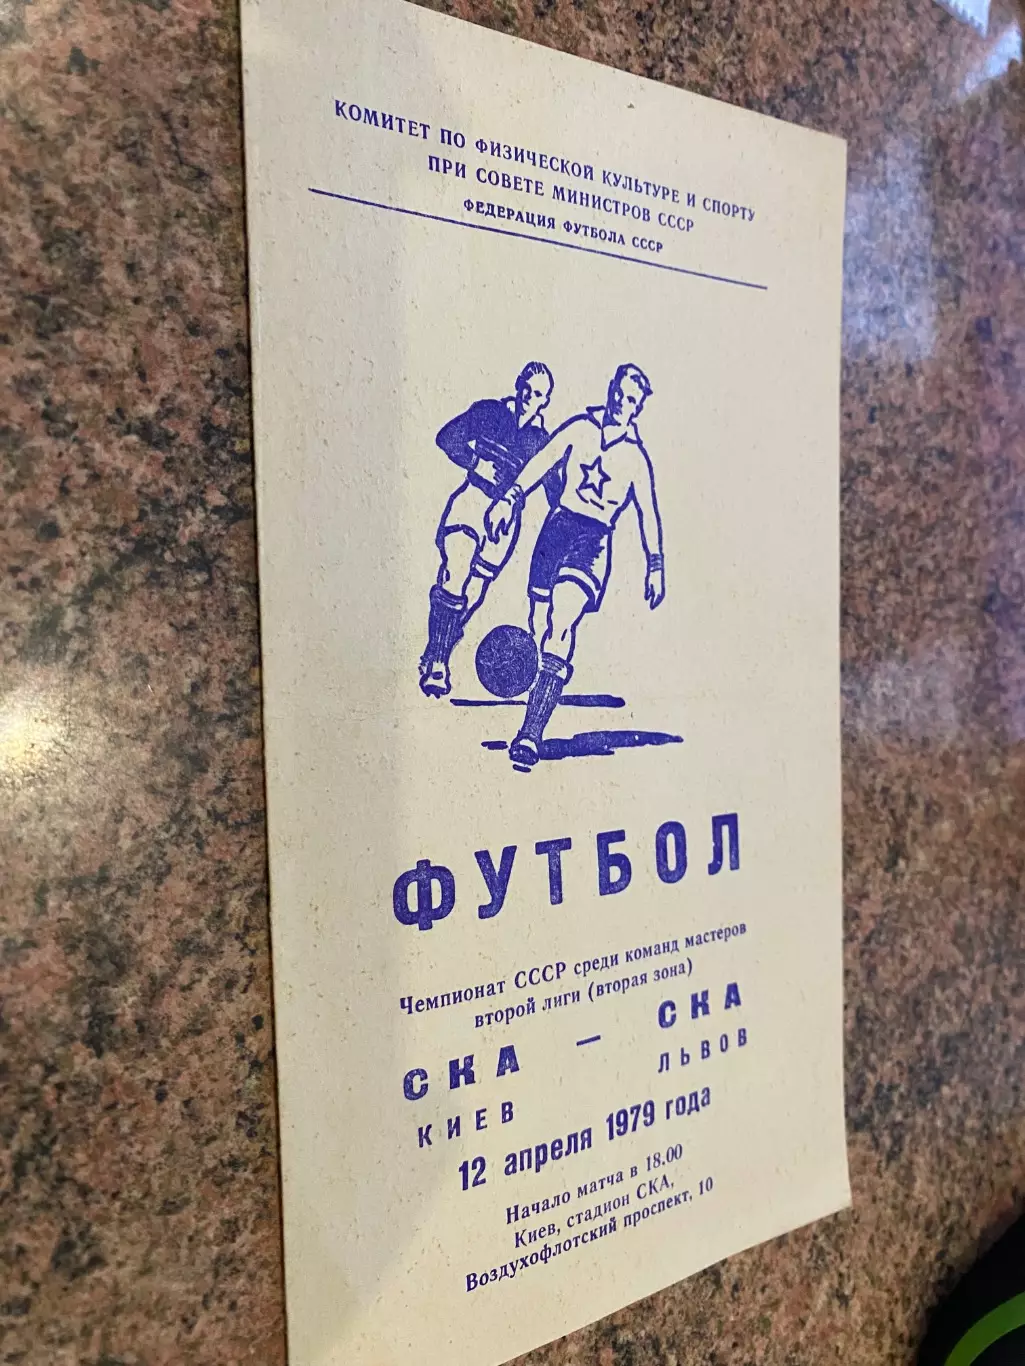 КОМИТЕТ ПО ФИЗИЧЕСКОЙ КУЛЬТУРЕ И СПОРТУ
ПРИ СОВЕТЕ МИНИСТРОВ СССР
ФЕДЕРАЦИЯ ФУТБОЛА СССР
ФУТБОЛ
Чемпионат СССР среди команд мастеров
второй лиги (вторая зона)
СКА — СКА
КИЕВ ЛЬВОВ
12 апреля 1979 года
Начало матча в 18.00
Киев, стадион СКА,
Воздухофлотский проспект, 10